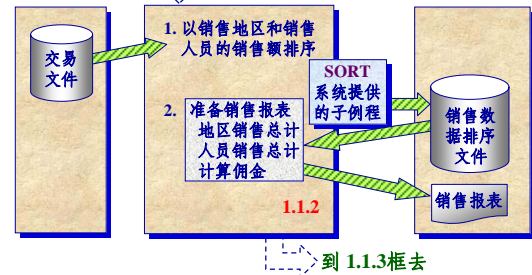 交易
文件
1. 以销售地区和销售
人员的销售额排序
SORT
系统提供
的子例程
2. 准备销售报表
地区销售总计
人员销售总计
计算佣金
1.1.2
销售数
据排序
文件
销售报表
到 1.1.3框去